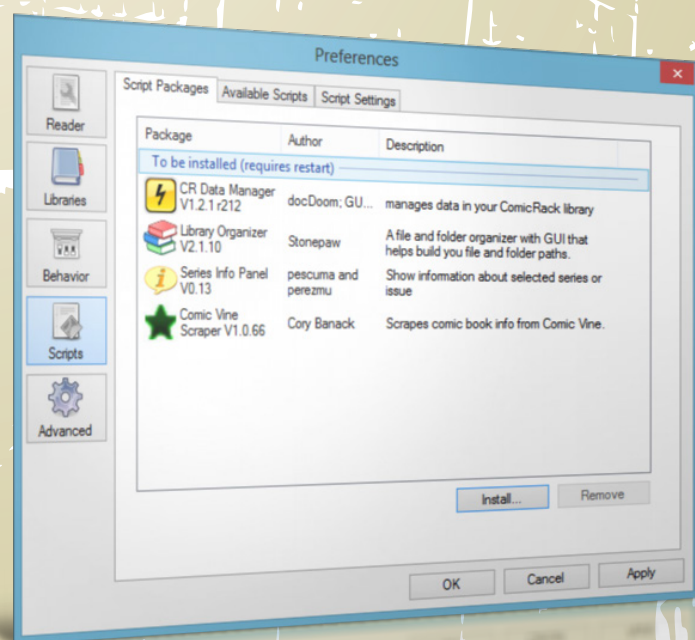 Preferences
Script Packages Available Scripts Script Settings
Reader
Libraries
Behavior
Scripts
Advanced
Package Author Description
To be installed (requires restart)
CR Data Manager
V1.2.1 r212
docDoom; GU...
manages data in your ComicRack library
Library Organizer
V2.1.10
Stonepaw
A file and folder organizer with GUI that
helps build you file and folder paths.
Series Info Panel
V0.13
pescuma and
perezmu
Show information about selected series or
issue
Comic Vine
Scraper V1.0.66
Cory Banack
Scrapes comic book info from Comic Vine.
Install... Remove
OK Cancel Apply